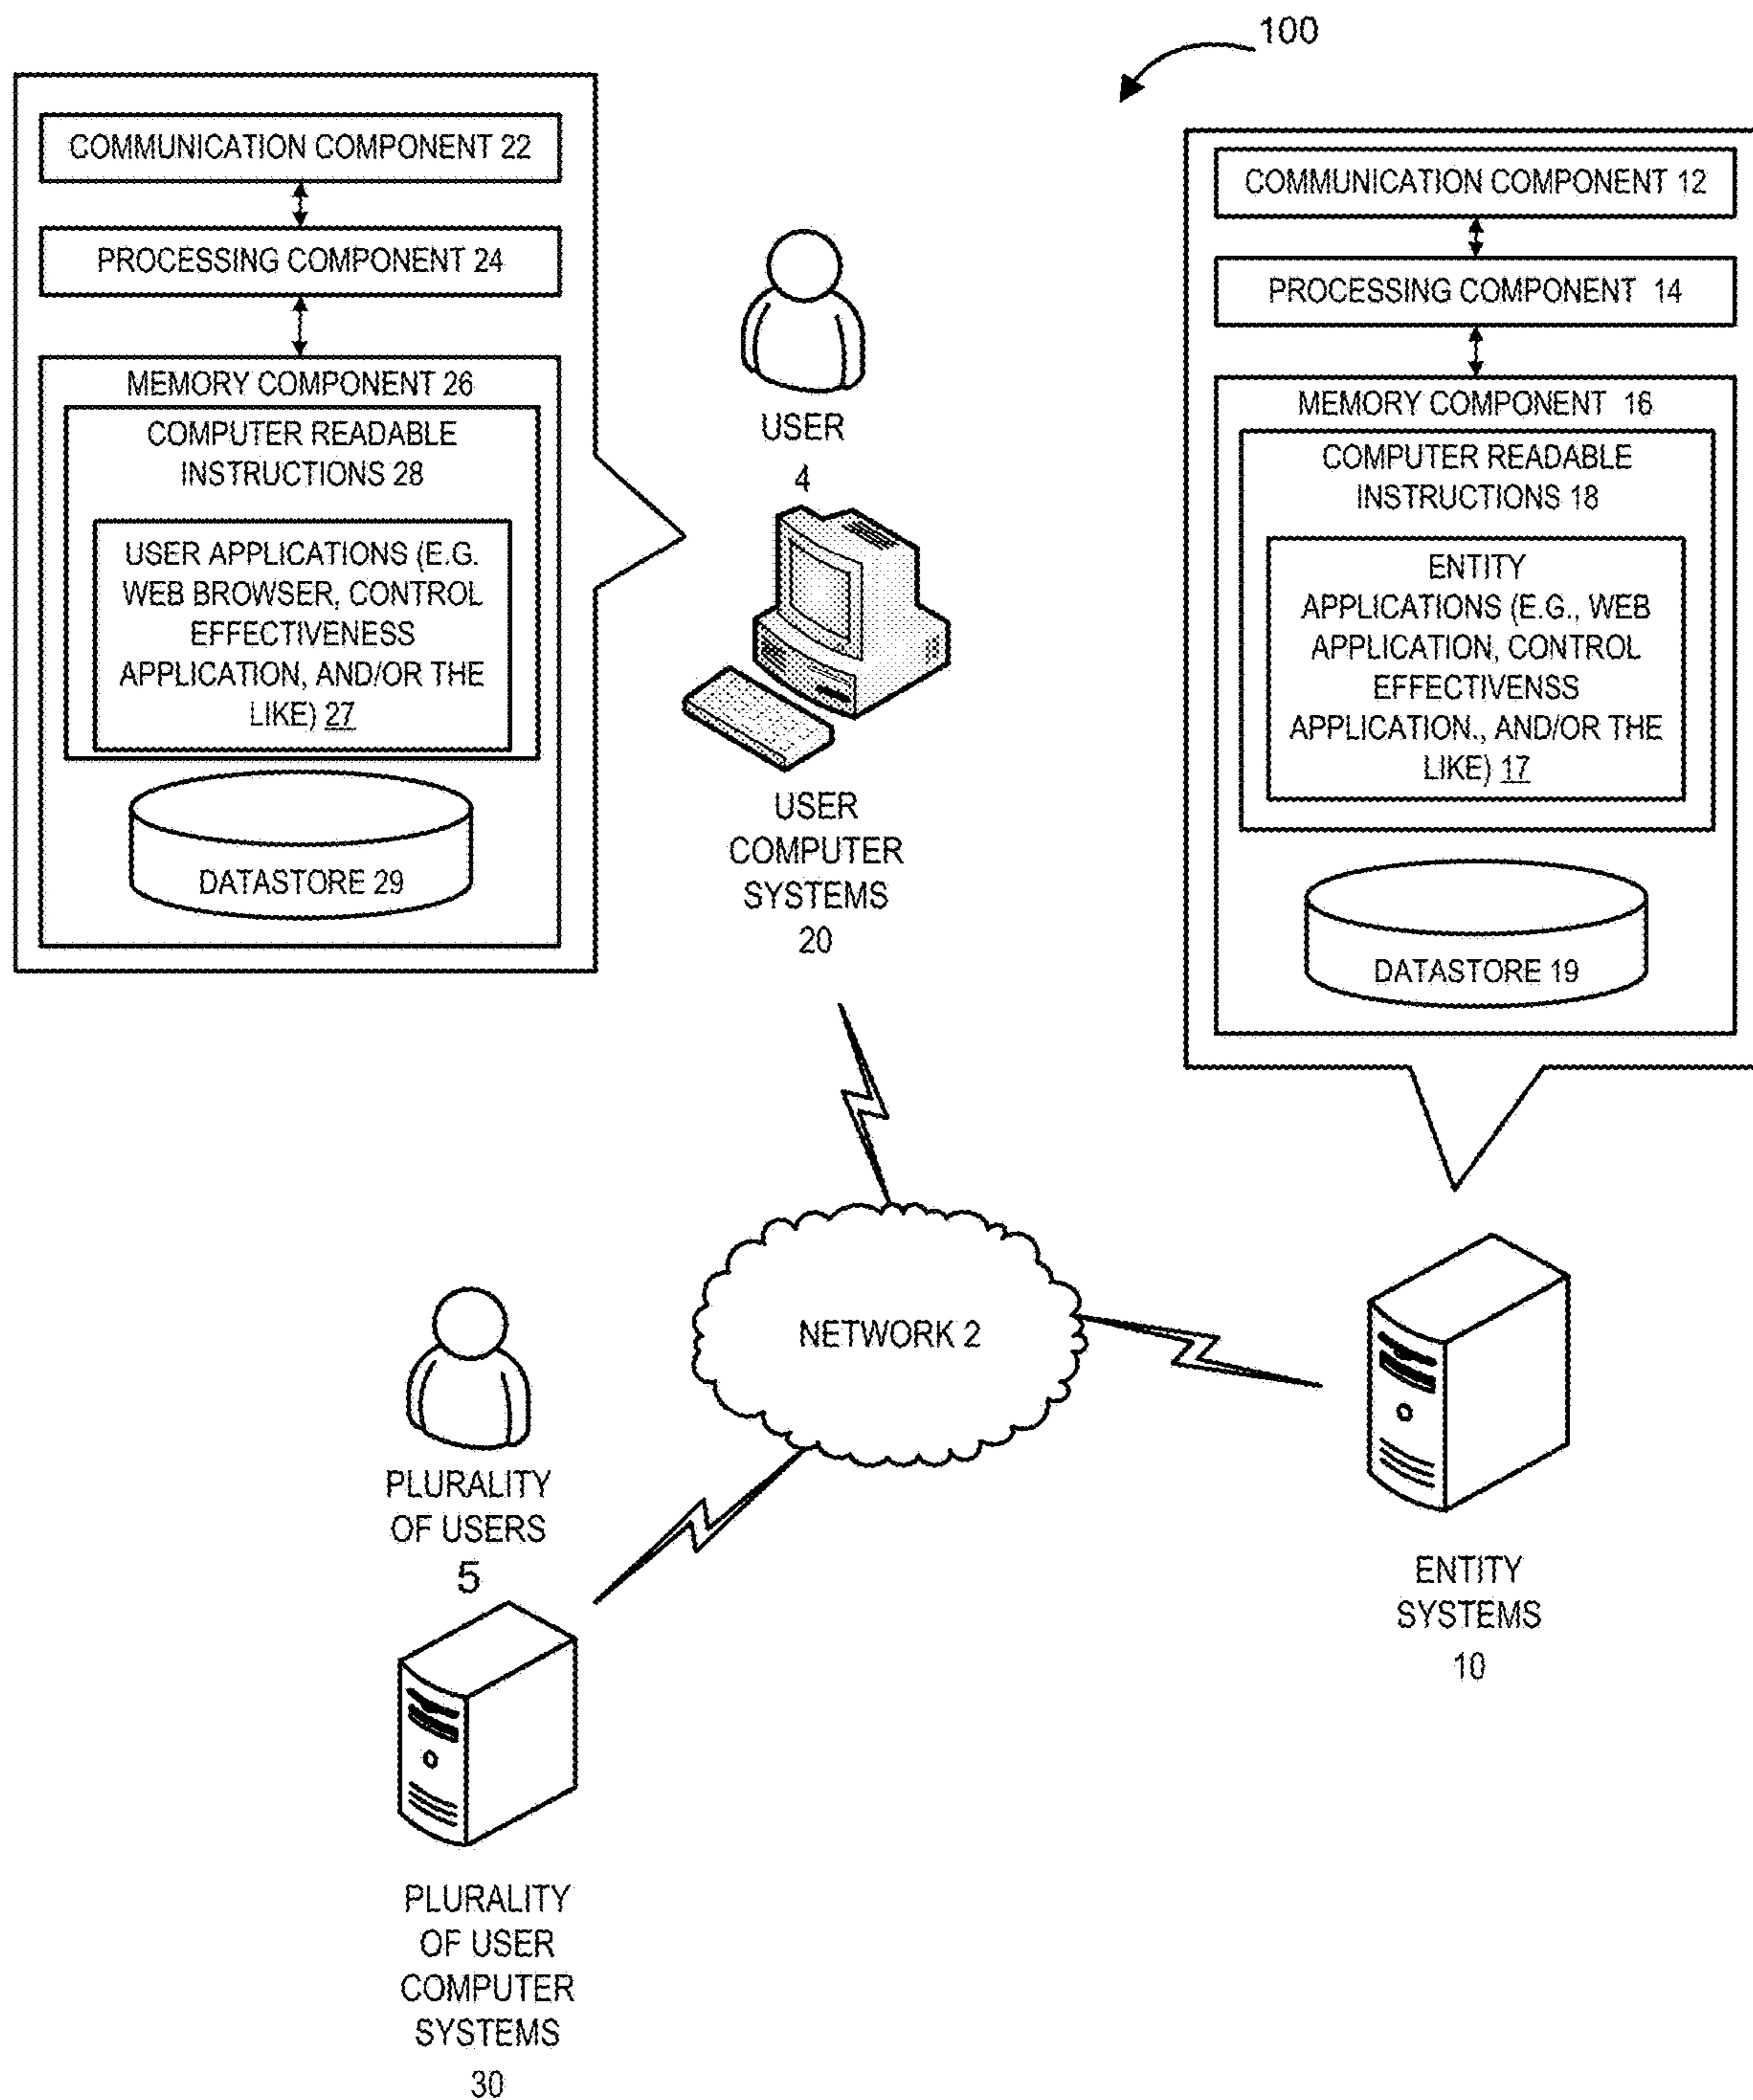 100
COMMUNICATION COMPONENT 22
PROCESSING COMPONENT 24
MEMORY COMPONENT 26
COMPUTER READABLE
INSTRUCTIONS 28
USER APPLICATIONS (E.G.
WEB BROWSER, CONTROL
EFFECTIVENESS
APPLICATION, AND/OR THE
LIKE) 27
DATASTORE 29
USER
4
USER
COMPUTER
SYSTEMS
20
COMMUNICATION COMPONENT 12
PROCESSING COMPONENT 14
MEMORY COMPONENT 16
COMPUTER READABLE
INSTRUCTIONS 18
ENTITY
APPLICATIONS (E.G., WEB
APPLICATION, CONTROL
EFFECTIVENSS
APPLICATION., AND/OR THE
LIKE) 17
DATASTORE 19
NETWORK 2
PLURALITY
OF USERS
5
PLURALITY
OF USER
COMPUTER
SYSTEMS
30
ENTITY
SYSTEMS
10